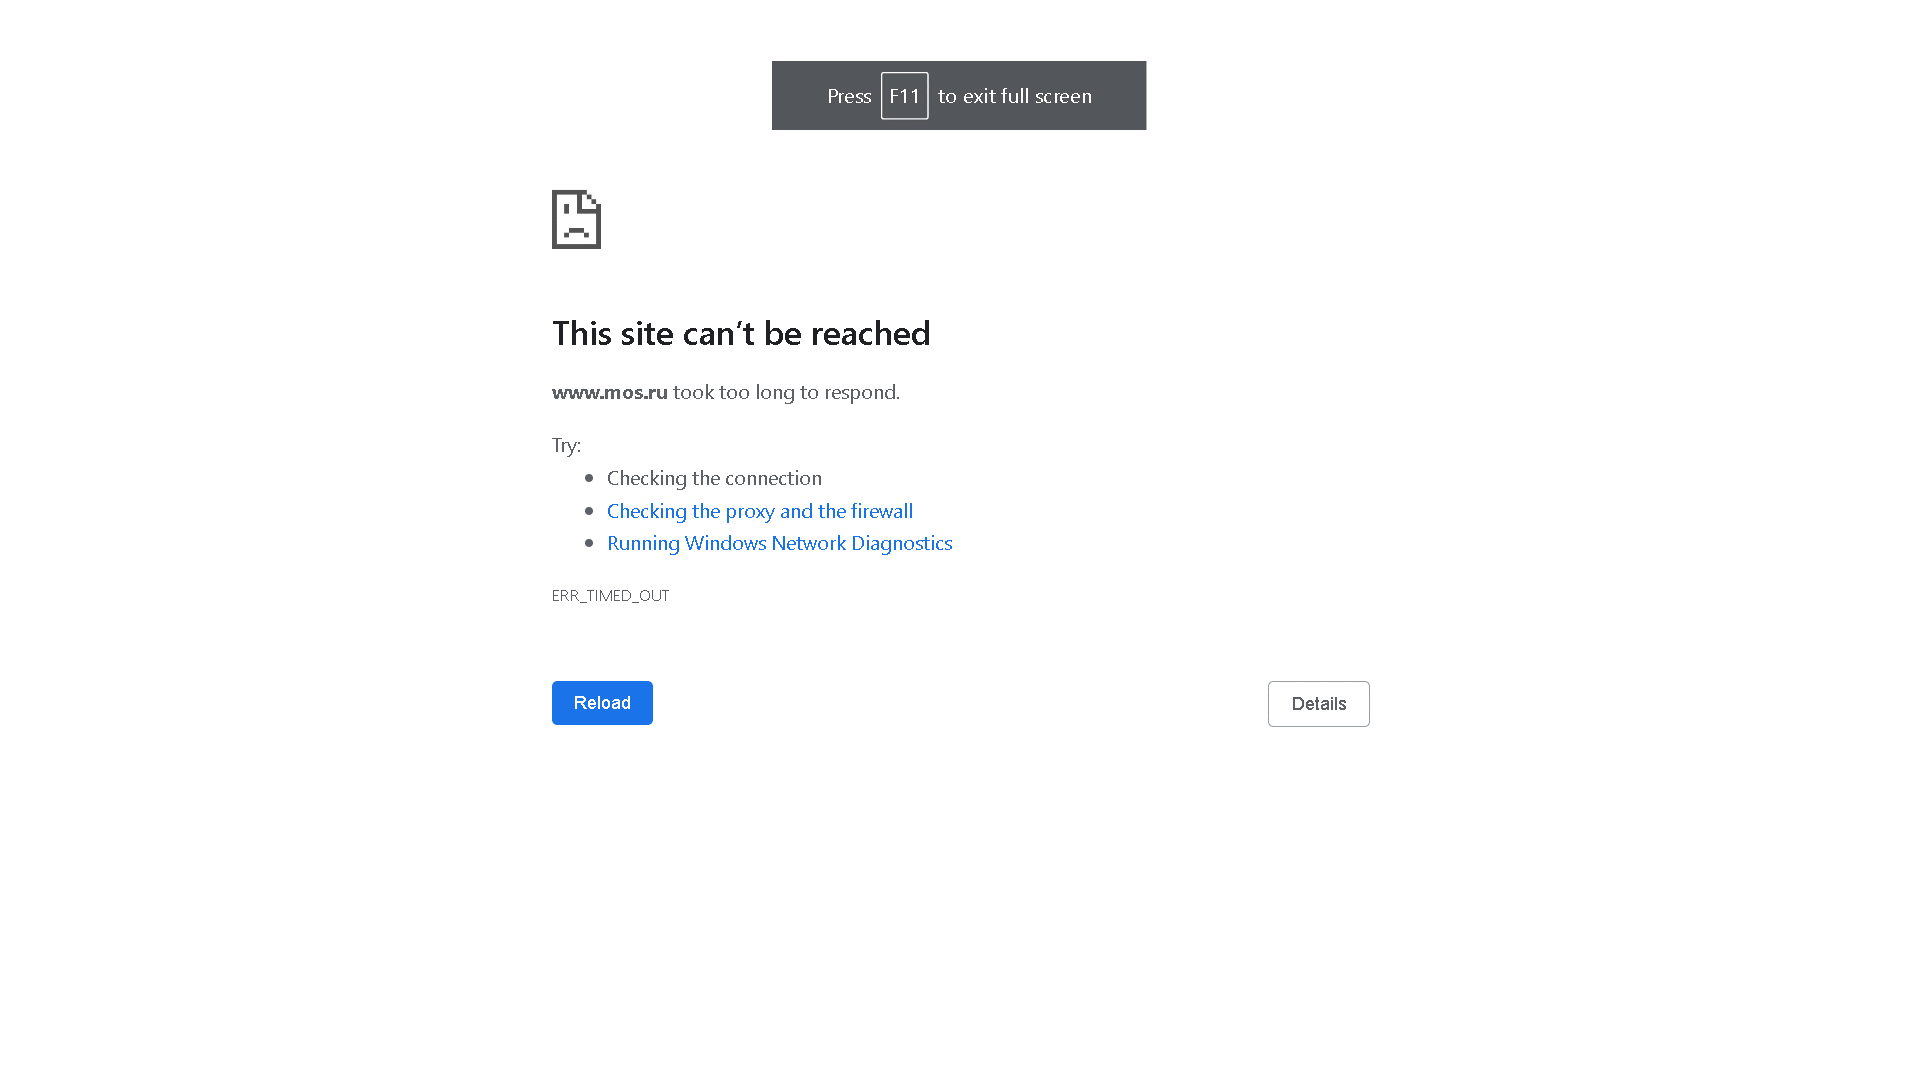 Press F11 to exit full screen
This site can’t be reached
www.mos.ru took too long to respond.
Try:
Checking the connection
Checking the proxy and the firewall
Running Windows Network Diagnostics
ERR_TIMED_OUT
Reload
Details